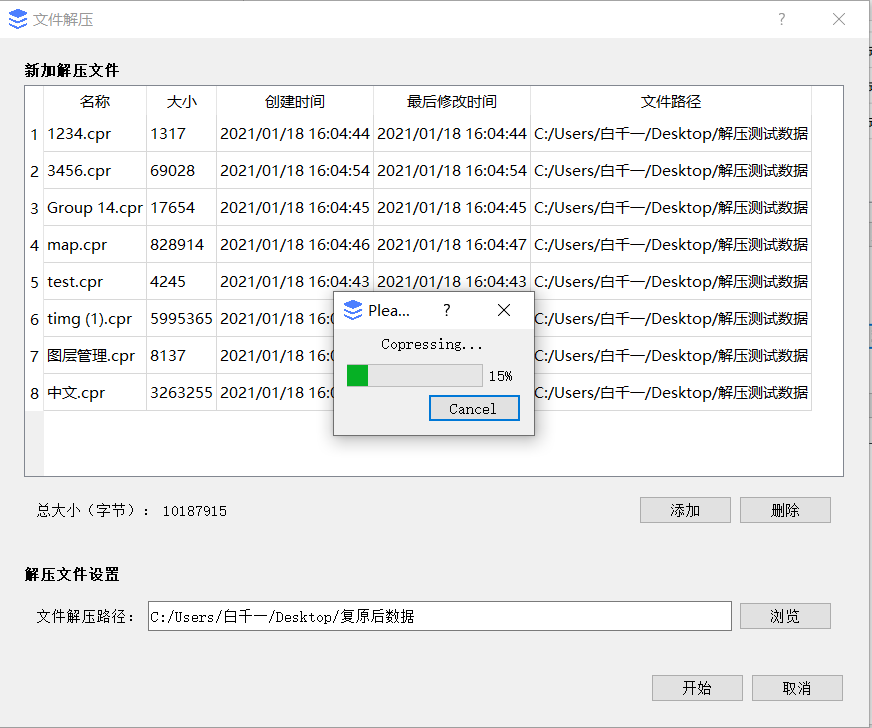 文件解压
新加解压文件
名称 大小 创建时间 最后修改时间 文件路径
1 1234.cpr 1317 2021/01/18 16:04:44 2021/01/18 16:04:44 C:/Users/白千一/Desktop/解压测试数据
2 3456.cpr 69028 2021/01/18 16:04:54 2021/01/18 16:04:54 C:/Users/白千一/Desktop/解压测试数据
3 Group 14.cpr 17654 2021/01/18 16:04:45 2021/01/18 16:04:45 C:/Users/白千一/Desktop/解压测试数据
4 map.cpr 828914 2021/01/18 16:04:46 2021/01/18 16:04:47 C:/Users/白千一/Desktop/解压测试数据
5 test.cpr 4245 2021/01/18 16:04:43 2021/01/18 16:04:43 C:/Users/白千一/Desktop/解压测试数据
6 timg (1).cpr 5995365 2021/01/18 16:0 C:/Users/白千一/Desktop/解压测试数据
7 图层管理.cpr 8137 2021/01/18 16:0 C:/Users/白千一/Desktop/解压测试数据
8 中文.cpr 3263255 2021/01/18 16:0 C:/Users/白千一/Desktop/解压测试数据
Plea... ?
Copressing...
15%
Cancel
总大小（字节）： 10187915
添加 删除
解压文件设置
文件解压路径： C:/Users/白千一/Desktop/复原后数据 浏览
开始 取消